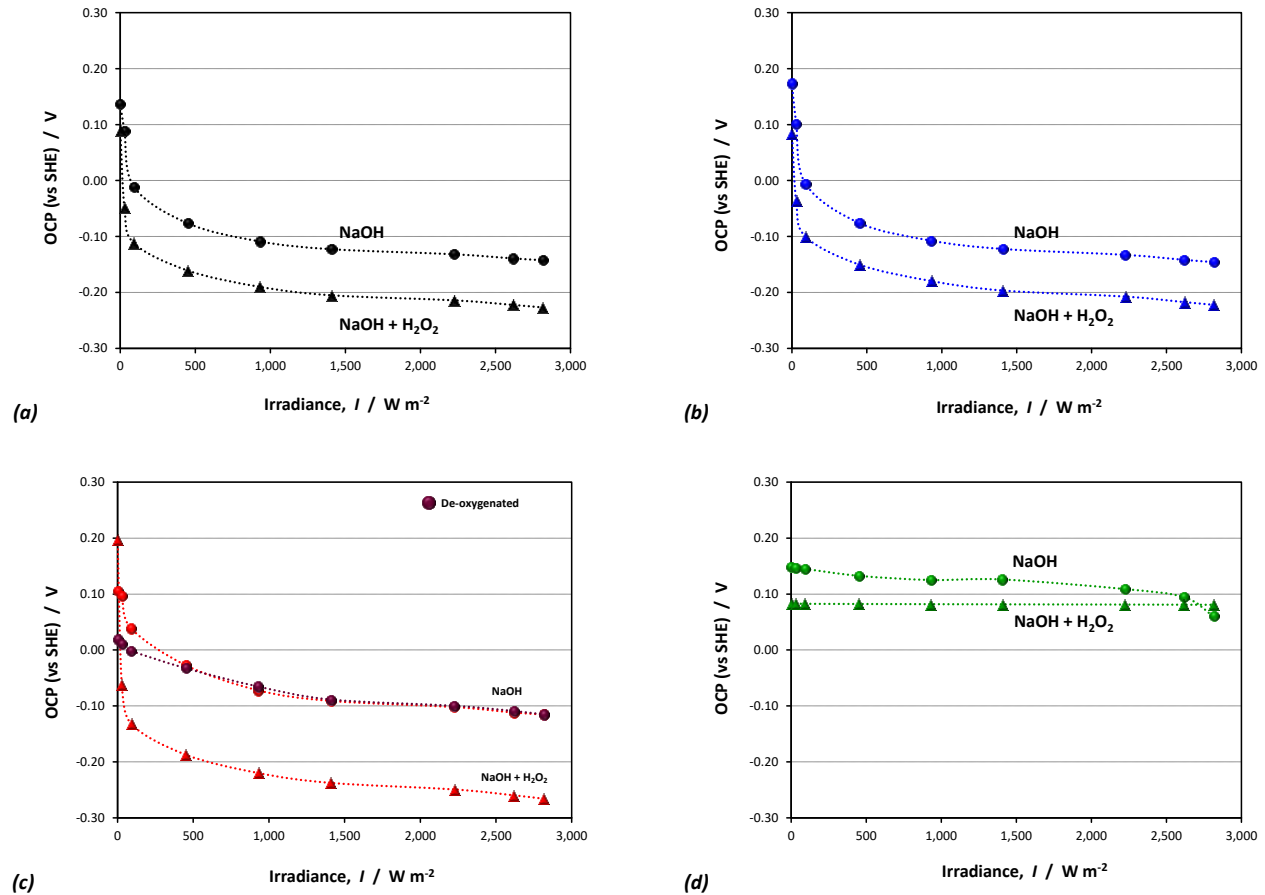 0.30
0.20
0.10
0.00
-0.10
-0.20
-0.30
OCP (vs SHE) / V
NaOH
NaOH + H₂O₂
0 500 1,000 1,500 2,000 2,500 3,000
Irradiance, I / W m⁻²
(a)
0.30
0.20
0.10
0.00
-0.10
-0.20
-0.30
OCP (vs SHE) / V
NaOH
NaOH + H₂O₂
0 500 1,000 1,500 2,000 2,500 3,000
Irradiance, I / W m⁻²
(b)
0.30
0.20
0.10
0.00
-0.10
-0.20
-0.30
OCP (vs SHE) / V
De-oxygenated
NaOH
NaOH + H₂O₂
0 500 1,000 1,500 2,000 2,500 3,000
Irradiance, I / W m⁻²
(c)
0.30
0.20
0.10
0.00
-0.10
-0.20
-0.30
OCP (vs SHE) / V
NaOH
NaOH + H₂O₂
0 500 1,000 1,500 2,000 2,500 3,000
Irradiance, I / W m⁻²
(d)